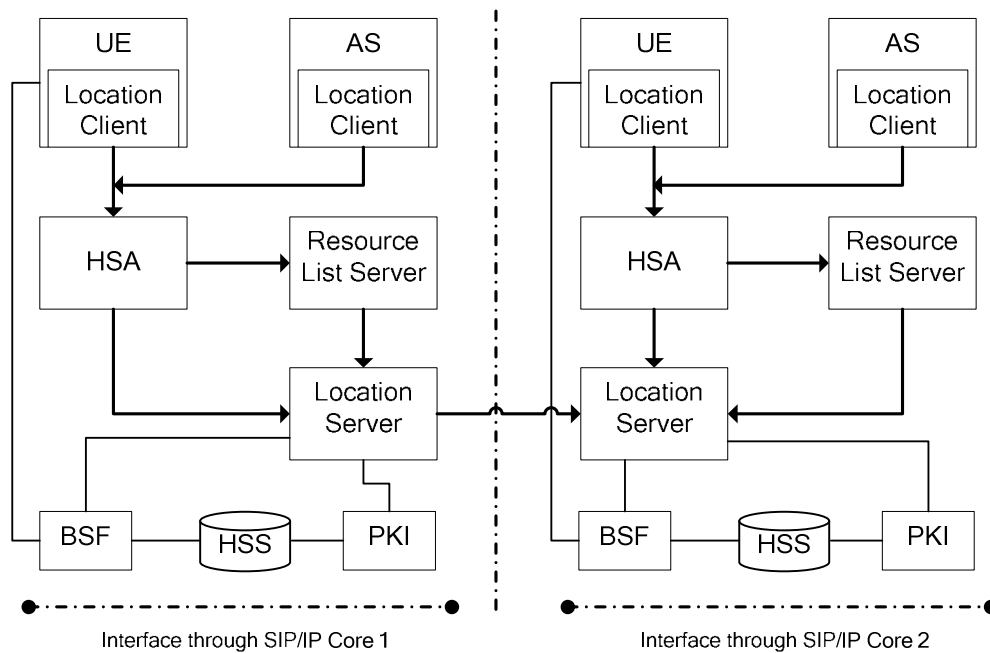 UE
AS
Location
Client
Location
Client
HSA
Resource
List Server
Location
Server
BSF
HSS
PKI
Interface through SIP/IP Core 1
UE
AS
Location
Client
Location
Client
HSA
Resource
List Server
Location
Server
BSF
HSS
PKI
Interface through SIP/IP Core 2